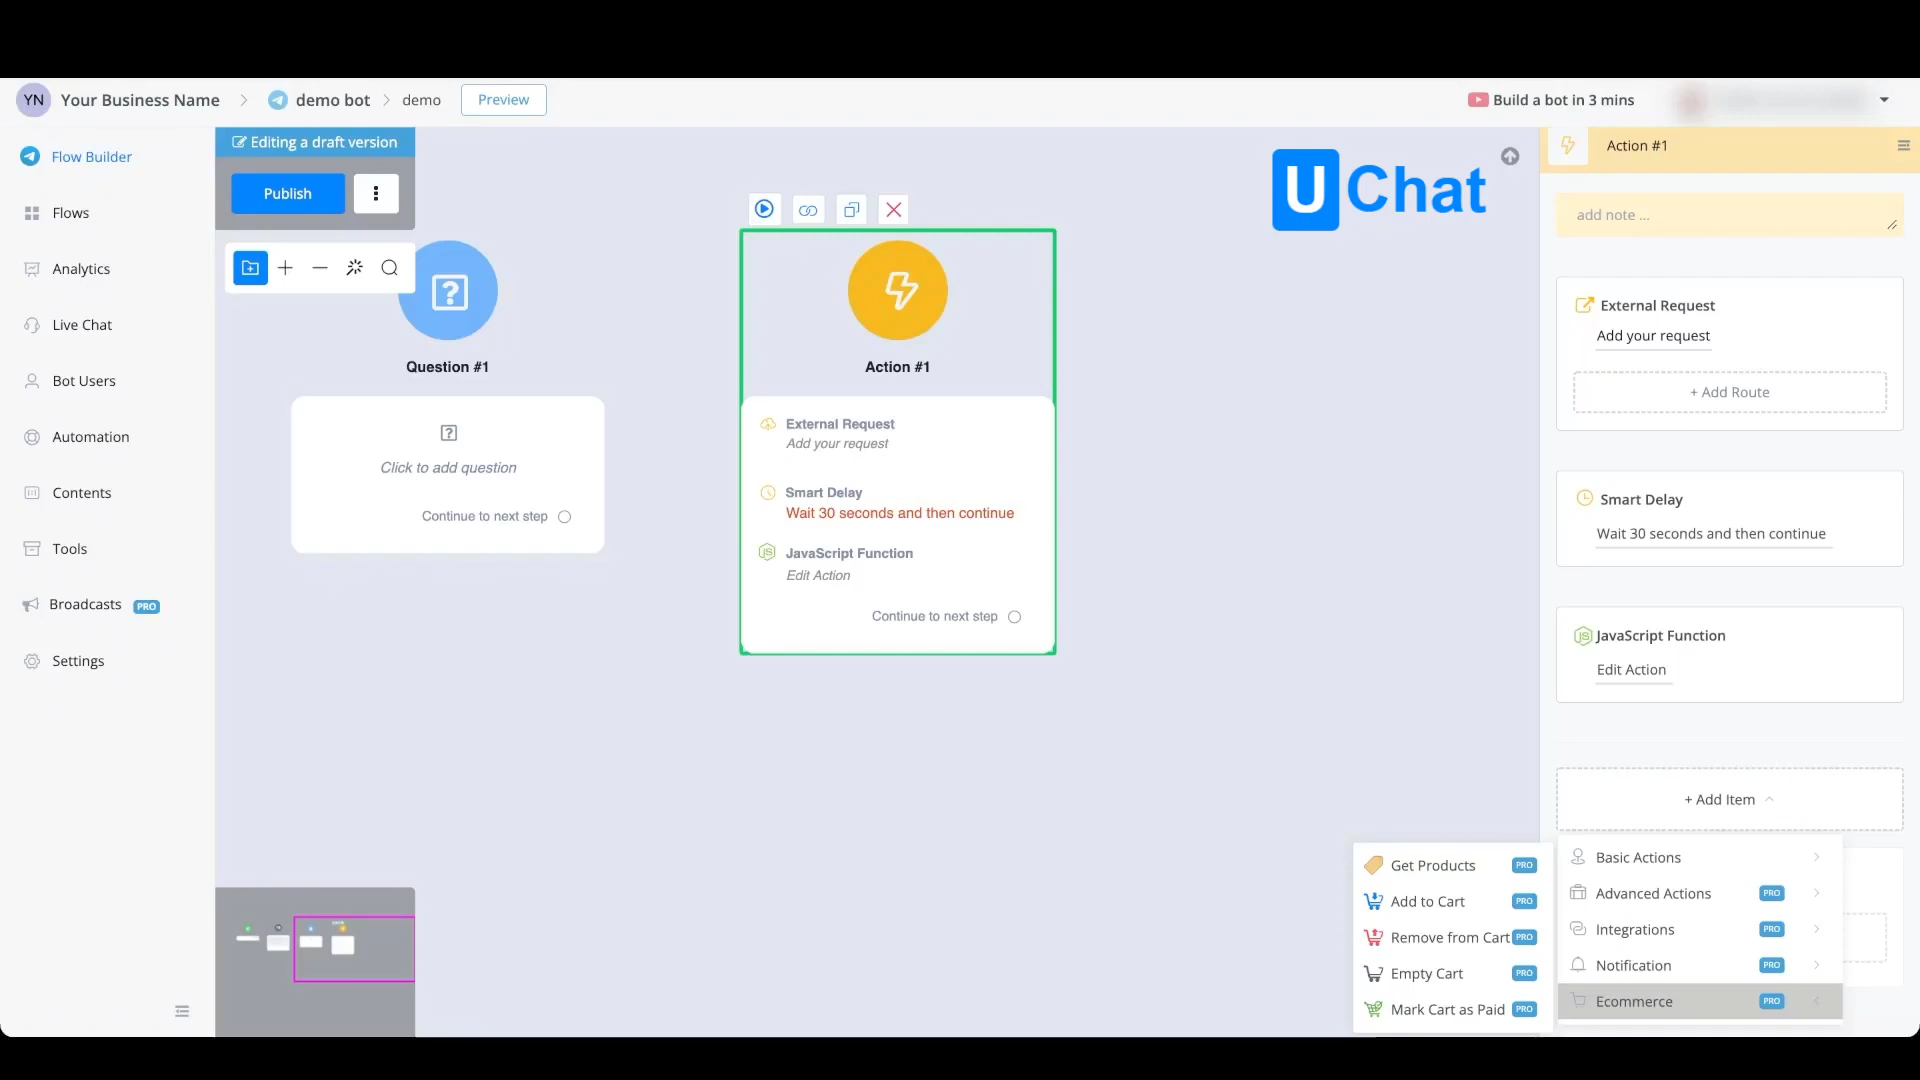 YN Your Business Name demo bot demo Preview
Build a bot in 3 mins
Flow Builder
Flows
Analytics
Live Chat
Bot Users
Automation
Contents
Tools
Broadcasts PRO
Settings
Editing a draft version
Publish
Question #1
Click to add question
Continue to next step
Action #1
External Request
Add your request
Smart Delay
Wait 30 seconds and then continue
JS JavaScript Function
Edit Action
Continue to next step
U Chat
Action #1
add note ...
External Request
Add your request
+ Add Route
Smart Delay
Wait 30 seconds and then continue
JS JavaScript Function
Edit Action
+ Add Item
Basic Actions
Advanced Actions PRO
Integrations PRO
Notification PRO
Ecommerce PRO
Get Products PRO
Add to Cart PRO
Remove from Cart PRO
Empty Cart PRO
Mark Cart as Paid PRO